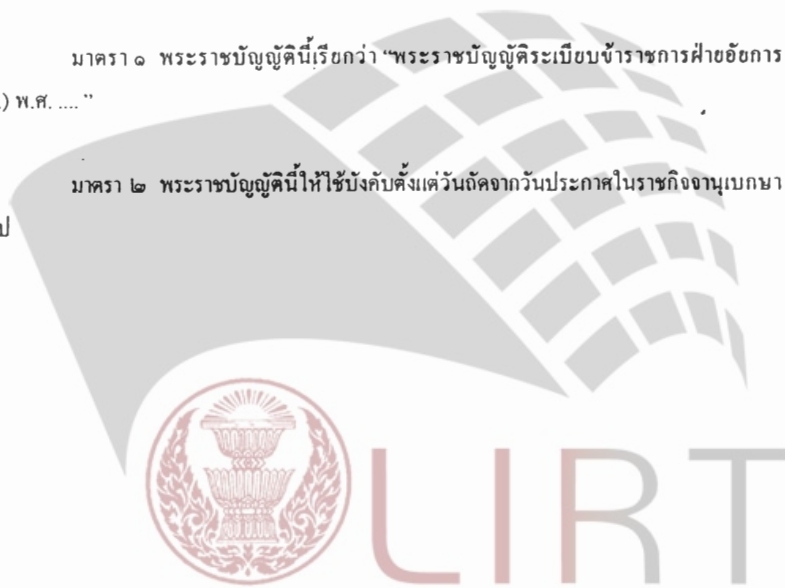 มาตรา ๑ พระราชบัญญัตินี้เรียกว่า “พระราชบัญญัติระเบียบข้าราชการฝ่ายอัยการ
.) พ.ศ. .... ”
มาตรา ๒ พระราชบัญญัตินี้ให้ใช้บังคับตั้งแต่วันถัดจากวันประกาศในราชกิจจานุเบกษา
ป
LIRT